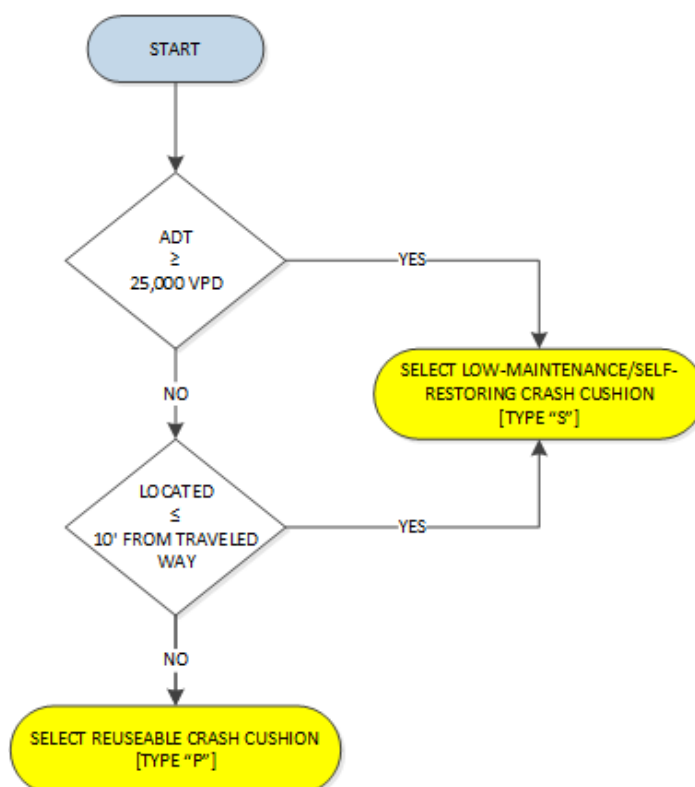 START
ADT
≥
25,000 VPD
YES
SELECT LOW-MAINTENANCE/SELF-
RESTORING CRASH CUSHION
[TYPE “S”]
NO
LOCATED
≤
10' FROM TRAVELED
WAY
YES
NO
SELECT REUSEABLE CRASH CUSHION
[TYPE “P”]